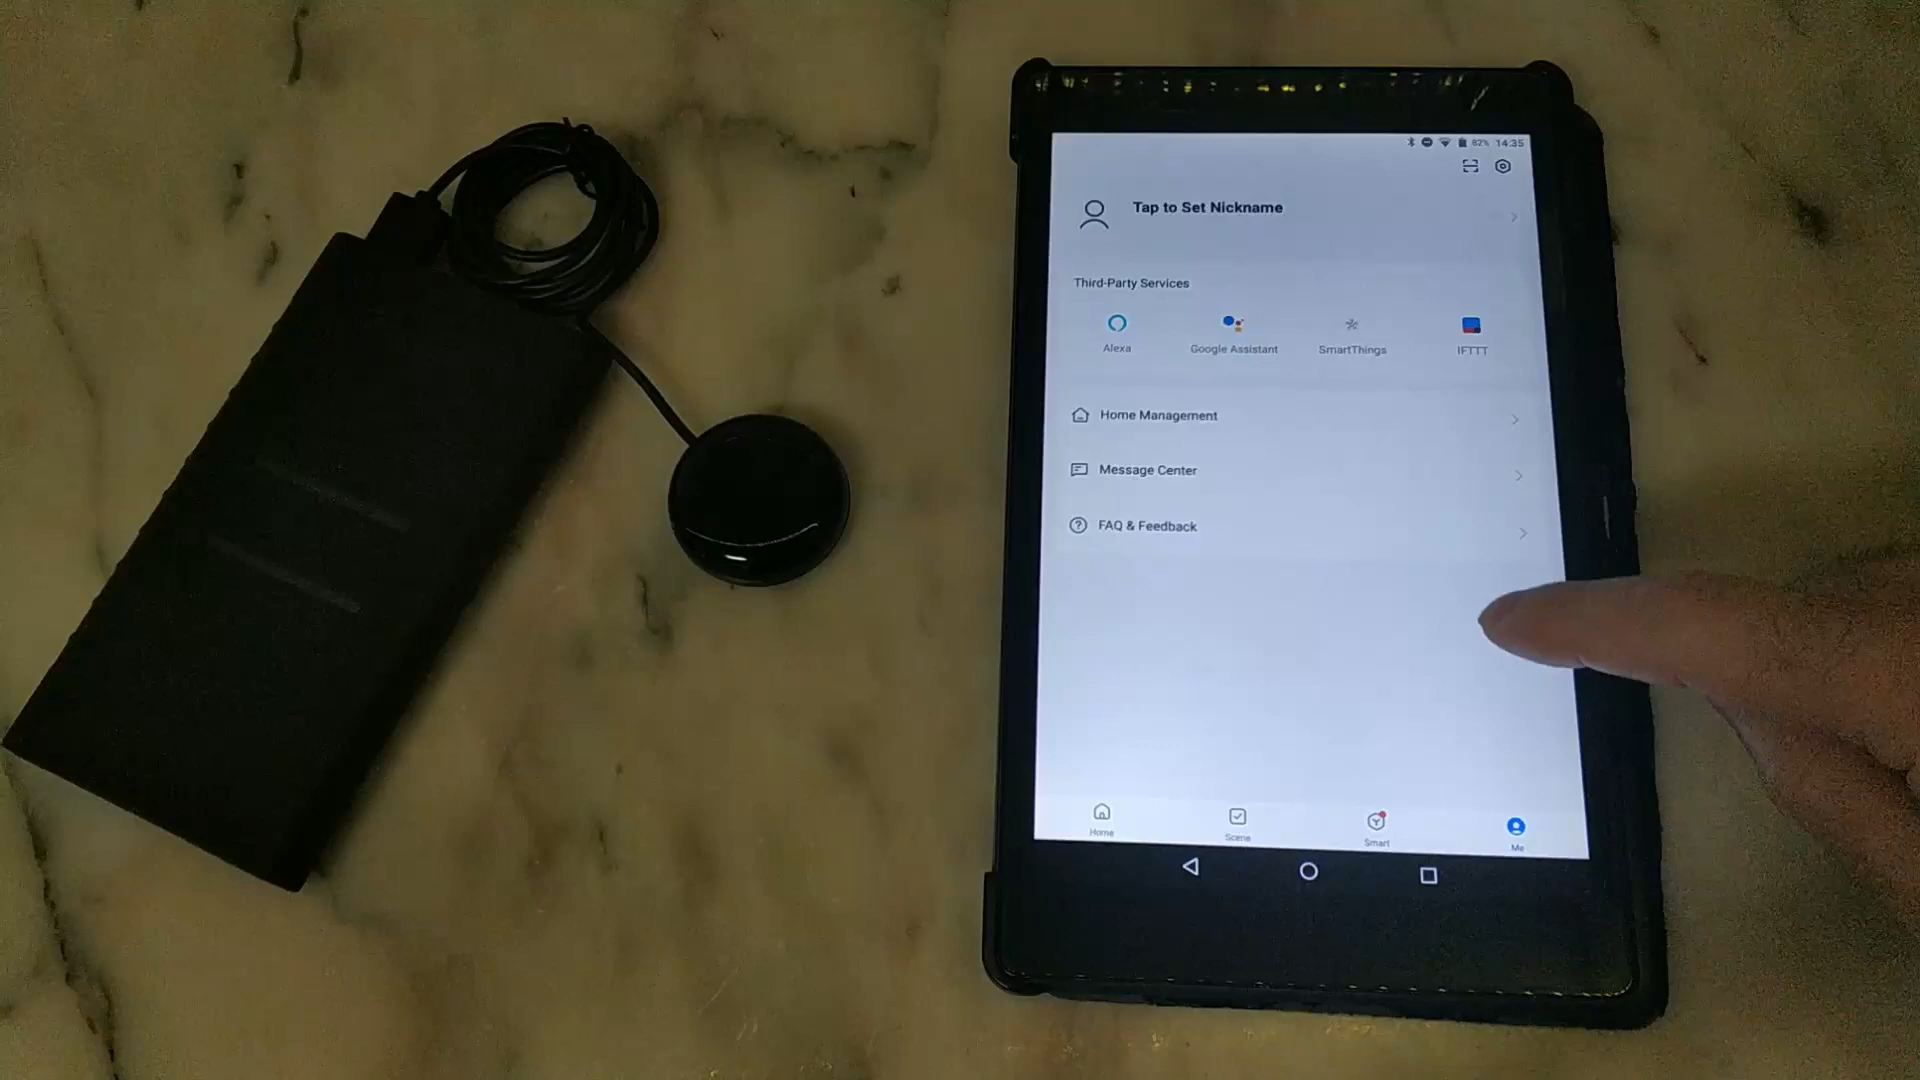 82% 14:35
Tap to Set Nickname
Third-Party Services
Alexa Google Assistant SmartThings IFTTT
Home Management
Message Center
FAQ & Feedback
Home Scene Smart Me